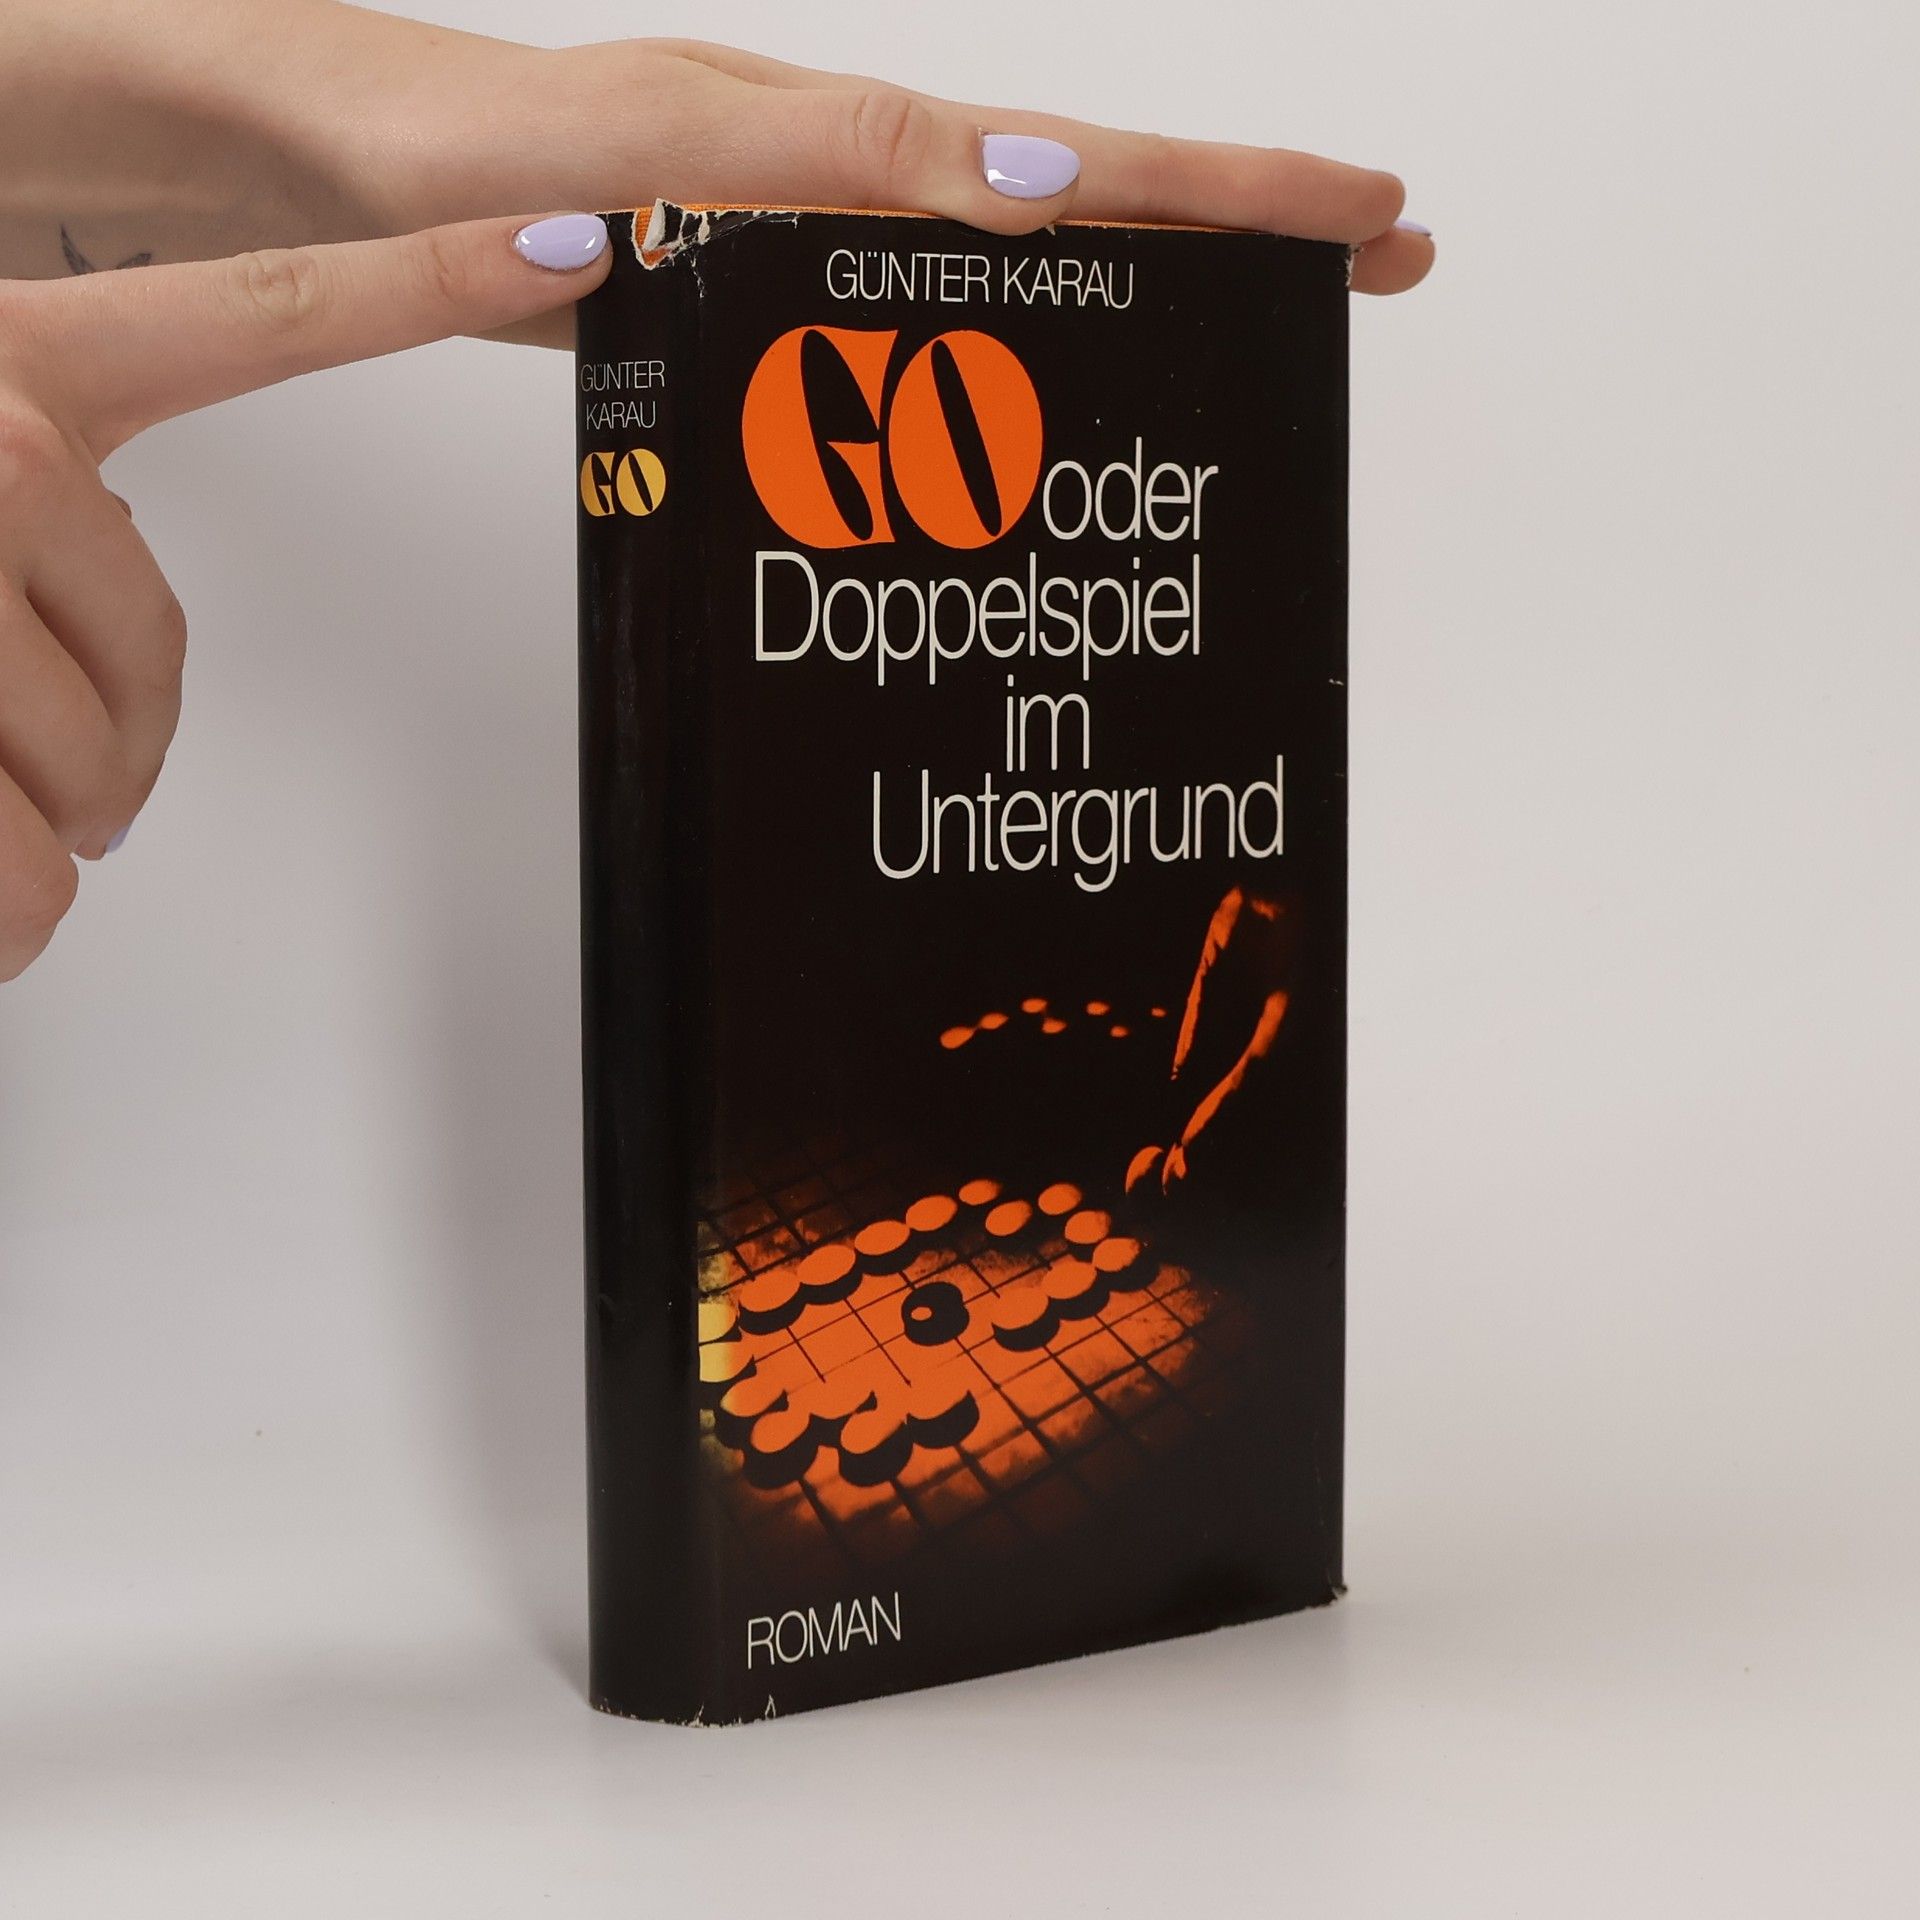 GÜNTER
KARAU
GO
GÜNTER KARAU
GO oder
Doppelspiel
im
Untergrund
ROMAN